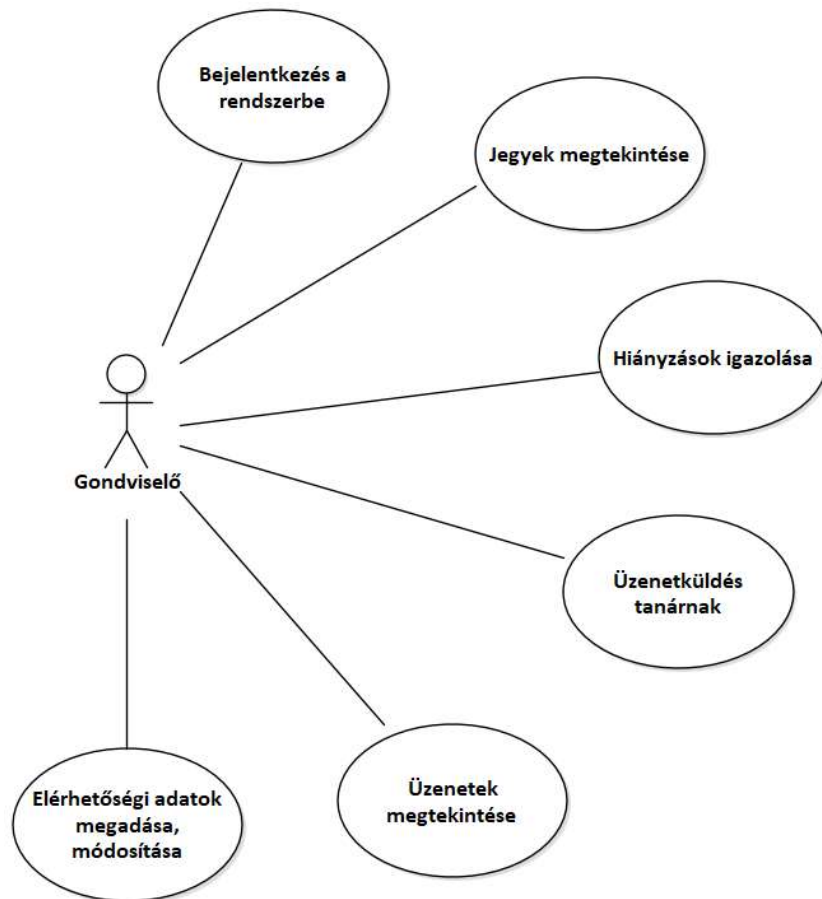 Bejelentkezés a
rendszerbe
Jegyek megtekintése
Hiányzások igazolása
Gondviselő
Üzenetküldés
tanárnak
Elérhetőségi adatok
megadása,
módosítása
Üzenetek
megtekintése